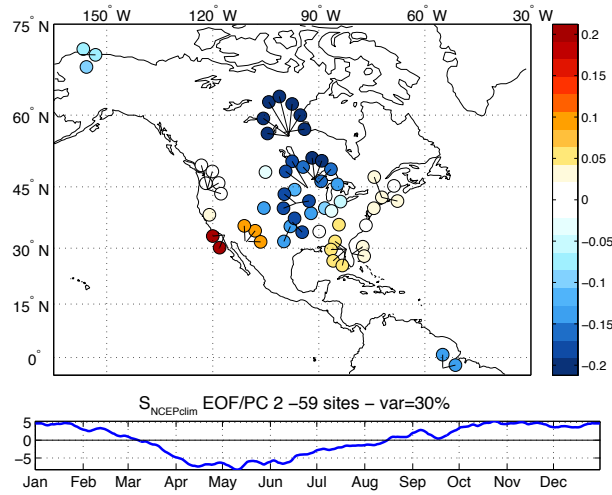 150° W 120° W 90° W 60° W 30° W
75° N
60° N
45° N
30° N
15° N
0°
0.2
0.15
0.1
0.05
0
−0.05
−0.1
−0.15
−0.2
S_NCEPclim EOF/PC 2 −59 sites − var=30%
5
0
−5
Jan Feb Mar Apr May Jun Jul Aug Sep Oct Nov Dec